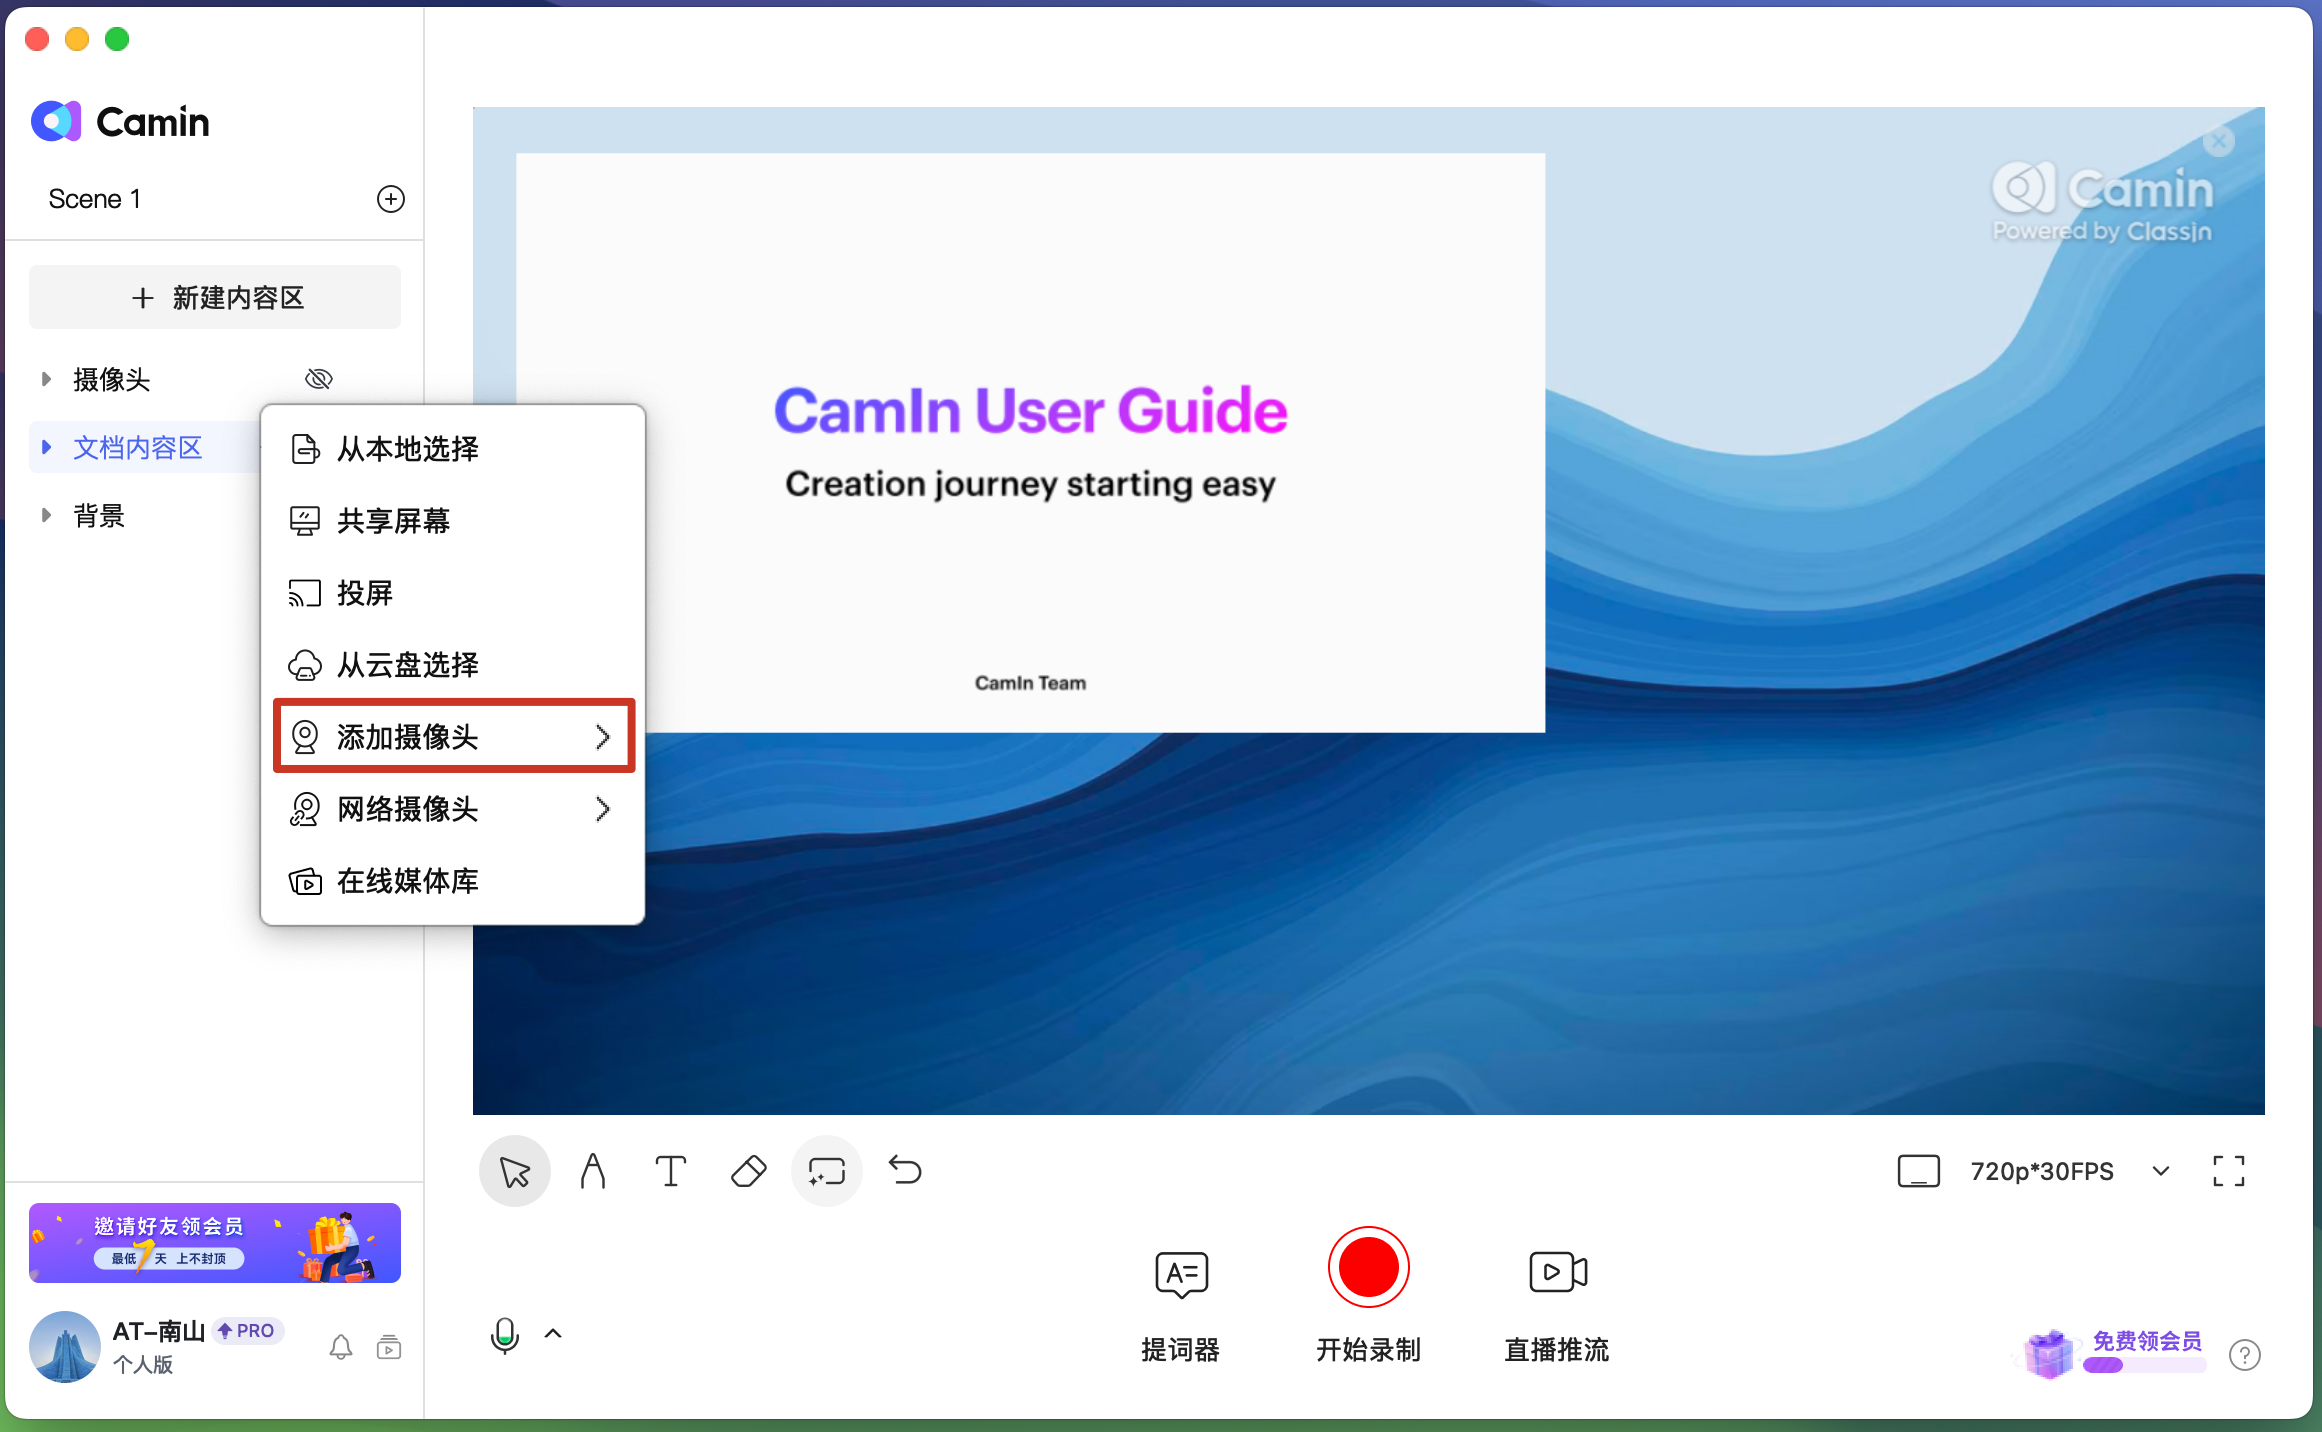 Camin
Scene 1
新建内容区
摄像头
文档内容区
背景
从本地选择
共享屏幕
投屏
从云盘选择
添加摄像头
网络摄像头
在线媒体库
CamIn User Guide
Creation journey starting easy
CamIn Team
Camin
Powered by ClassIn
720p*30FPS
邀请好友领会员
最低7天 上不封顶
AT-南山 PRO
个人版
提词器
开始录制
直播推流
免费领会员